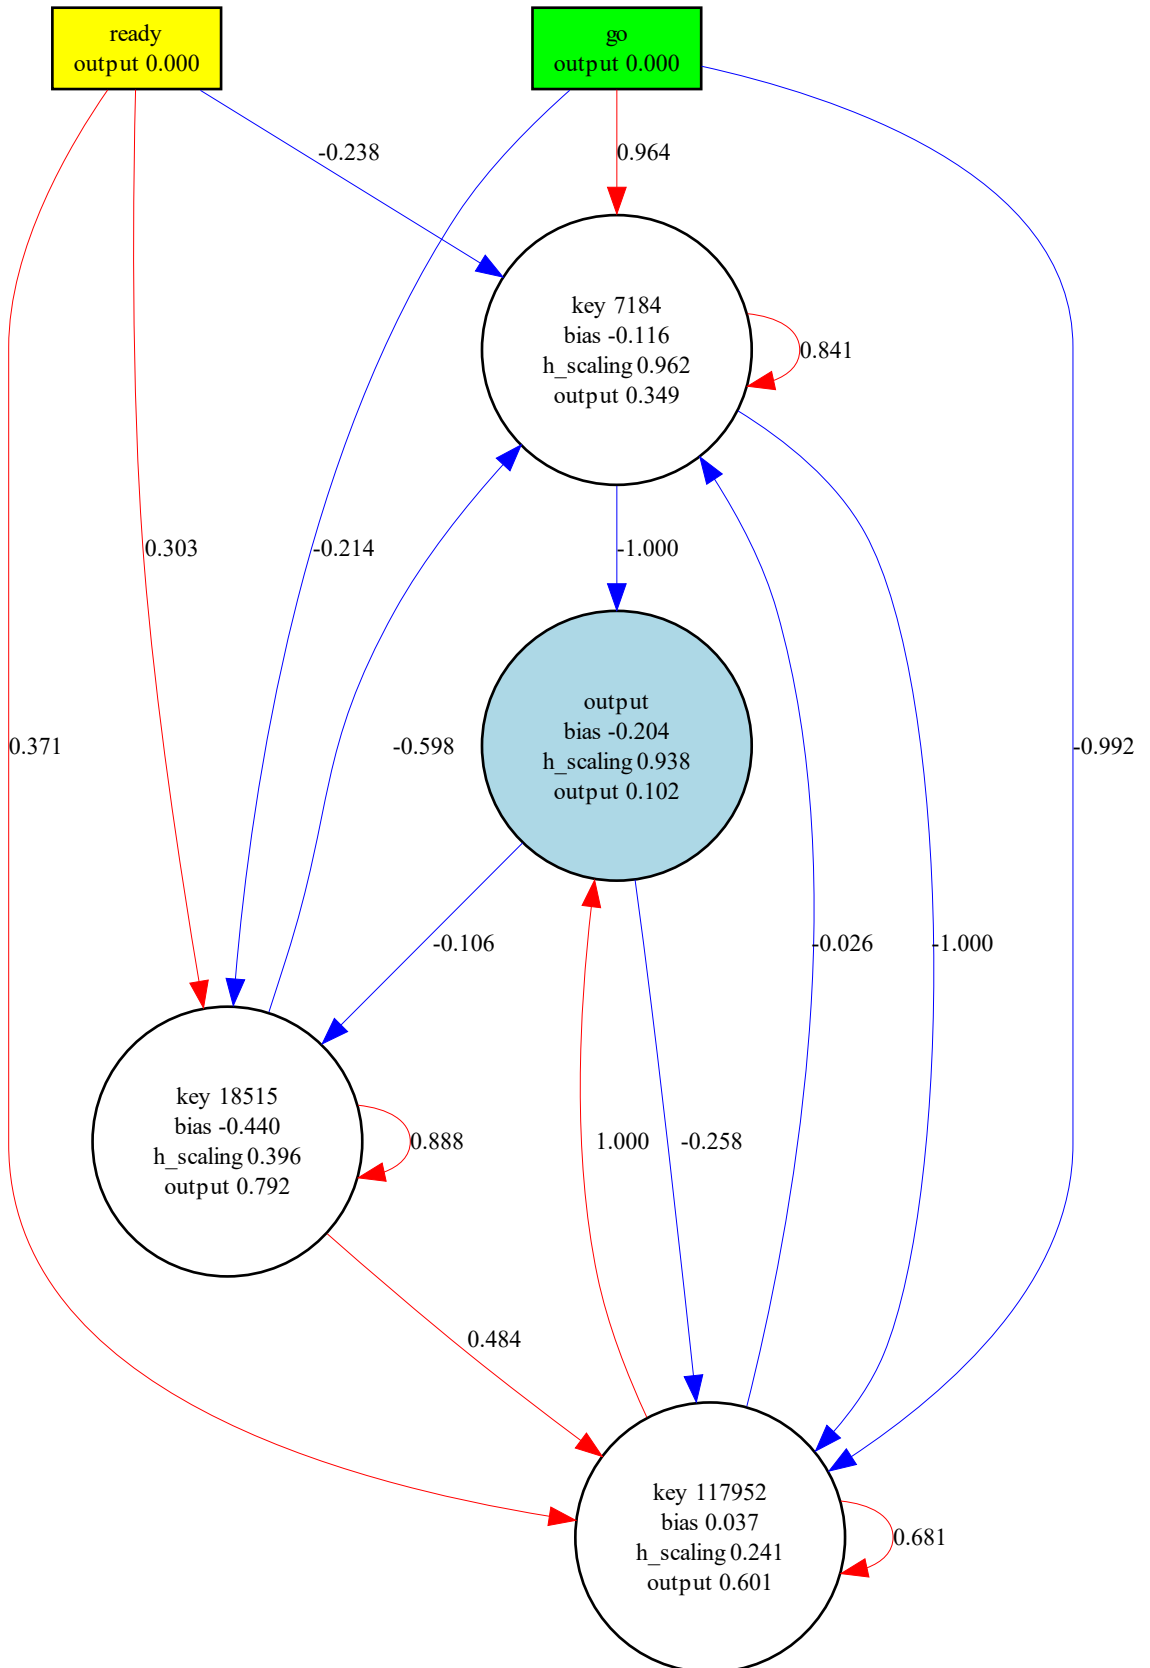 ready
output 0.000
go
output 0.000
-0.238
0.964
key 7184
bias -0.116
h_scaling 0.962
output 0.349
0.841
0.303
-0.214
-1.000
output
bias -0.204
h_scaling 0.938
output 0.102
0.371
-0.598
-0.992
-0.106
-0.026
-1.000
key 18515
bias -0.440
h_scaling 0.396
output 0.792
0.888
1.000
-0.258
0.484
key 117952
bias 0.037
h_scaling 0.241
output 0.601
0.681